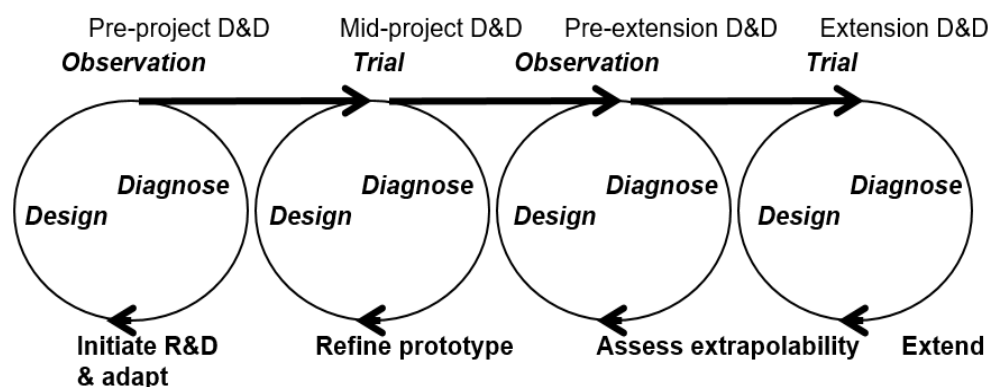 Pre-project D&D Mid-project D&D Pre-extension D&D Extension D&D
Observation Trial Observation Trial
Diagnose Diagnose Diagnose Diagnose
Design Design Design Design
Initiate R&D Refine prototype Assess extrapolability Extend
& adapt